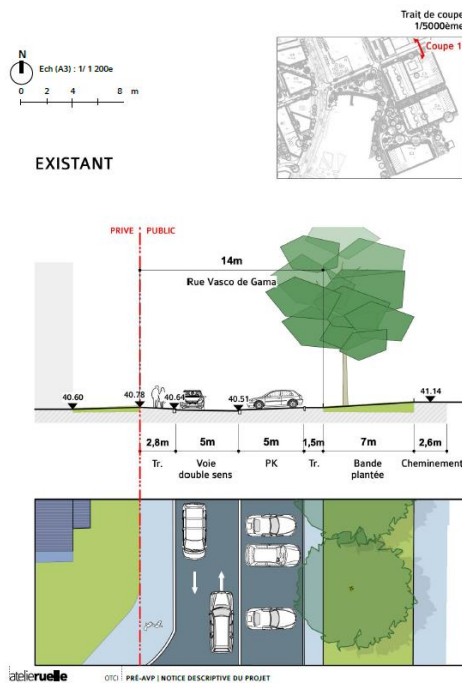 Trait de coupe
1/5000ème
Coupe 1
N
Ech (A3) : 1/ 1 200e
0 2 4 8 m
EXISTANT
PRIVE PUBLIC
14m
Rue Vasco de Gama
40.60 40.78 40.64 40.51 41.14
2,8m 5m 5m 1,5m 7m 2,6m
Tr. Voie double sens PK Tr. Bande plantée Cheminement
atelierruelle OTCI PRÉ-AVP | NOTICE DESCRIPTIVE DU PROJET